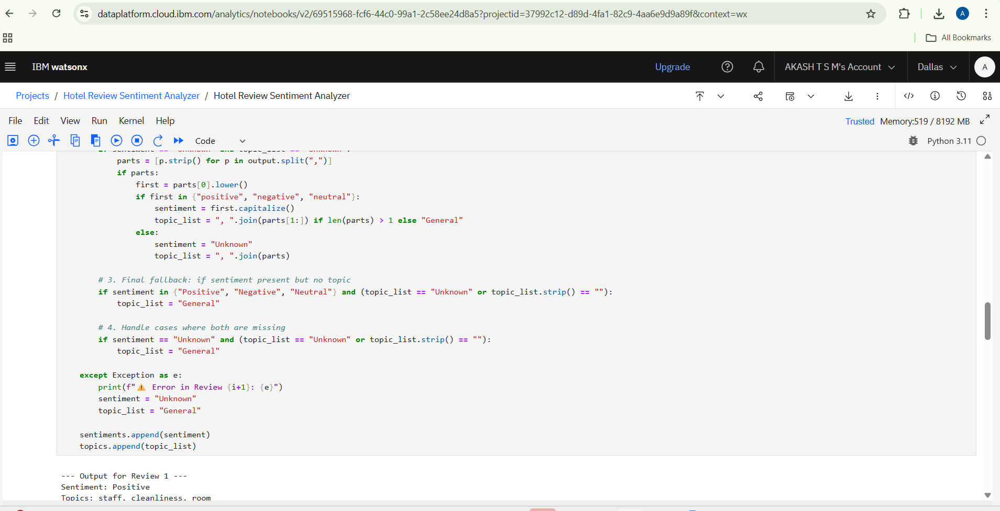 dataplatform.cloud.ibm.com/analytics/notebooks/v2/69515968-fcf6-44c0-99a1-2c58ee24d8a5?projectid=37992c12-d89d-4fa1-82c9-4aa6e9d9a89f&context=wx
A
All Bookmarks
IBM watsonx
Upgrade
AKASH T S M's Account
Dallas
A
Projects / Hotel Review Sentiment Analyzer / Hotel Review Sentiment Analyzer
File Edit View Run Kernel Help
Trusted Memory:519 / 8192 MB
Code
Python 3.11
if sentiment == "Unknown" and topic_list == "Unknown":
parts = [p.strip() for p in output.split(",")]
if parts:
first = parts[0].lower()
if first in {"positive", "negative", "neutral"}:
sentiment = first.capitalize()
topic_list = ", ".join(parts[1:]) if len(parts) > 1 else "General"
else:
sentiment = "Unknown"
topic_list = ", ".join(parts)
# 3. Final fallback: if sentiment present but no topic
if sentiment in {"Positive", "Negative", "Neutral"} and (topic_list == "Unknown" or topic_list.strip() == ""):
topic_list = "General"
# 4. Handle cases where both are missing
if sentiment == "Unknown" and (topic_list == "Unknown" or topic_list.strip() == ""):
topic_list = "General"
except Exception as e:
print(f"⚠️ Error in Review {i+1}: {e}")
sentiment = "Unknown"
topic_list = "General"
sentiments.append(sentiment)
topics.append(topic_list)
--- Output for Review 1 ---
Sentiment: Positive
Topics: staff, cleanliness, room